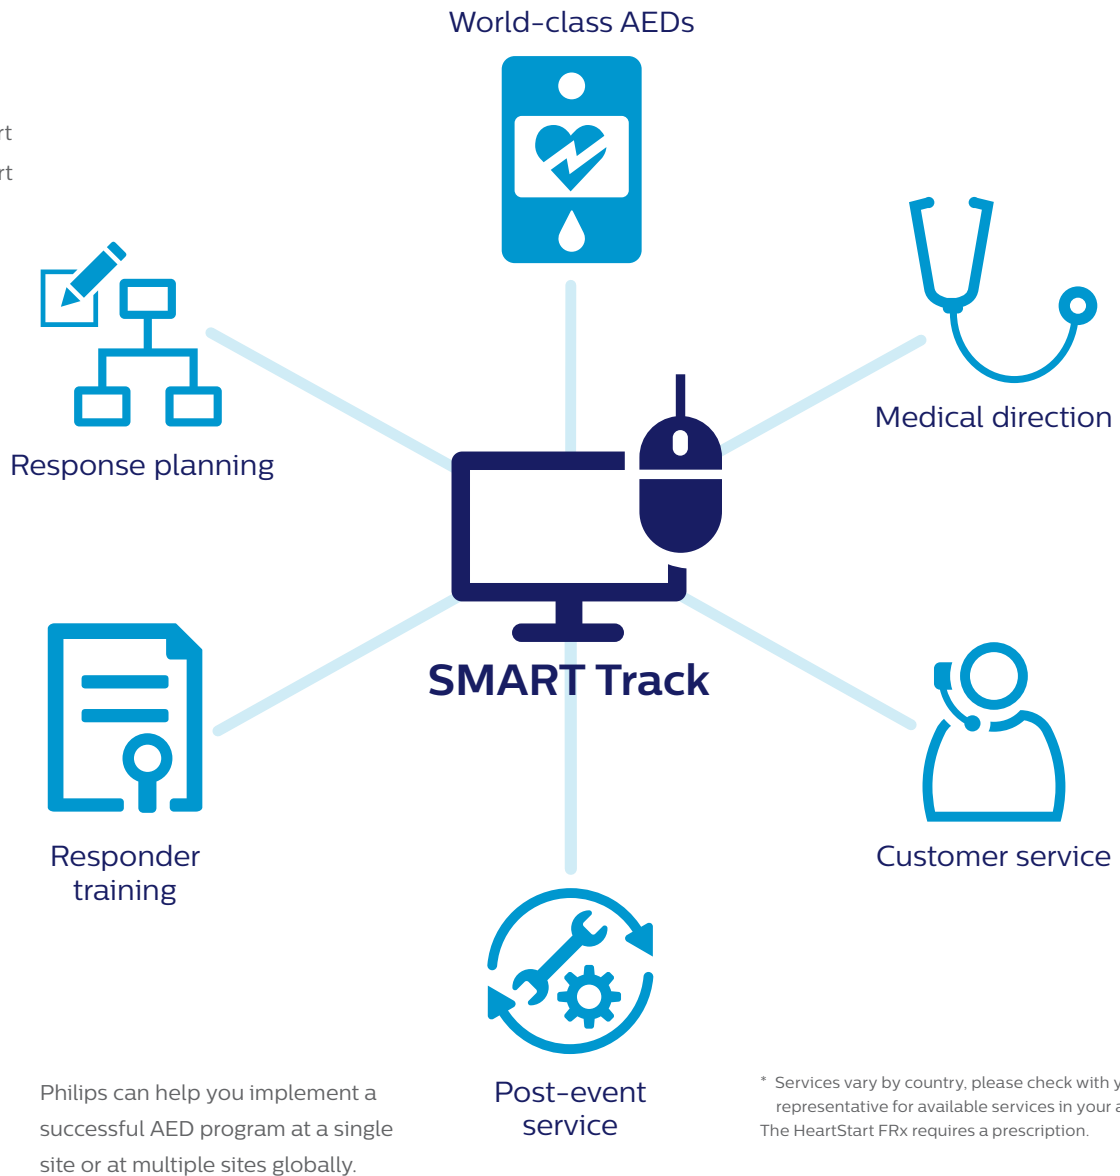 World-class AEDs
rt
rt
Medical direction
Response planning
SMART Track
Responder
training
Customer service
Post-event
service
Philips can help you implement a
successful AED program at a single
site or at multiple sites globally.
* Services vary by country, please check with
representative for available services in your
The HeartStart FRx requires a prescription.